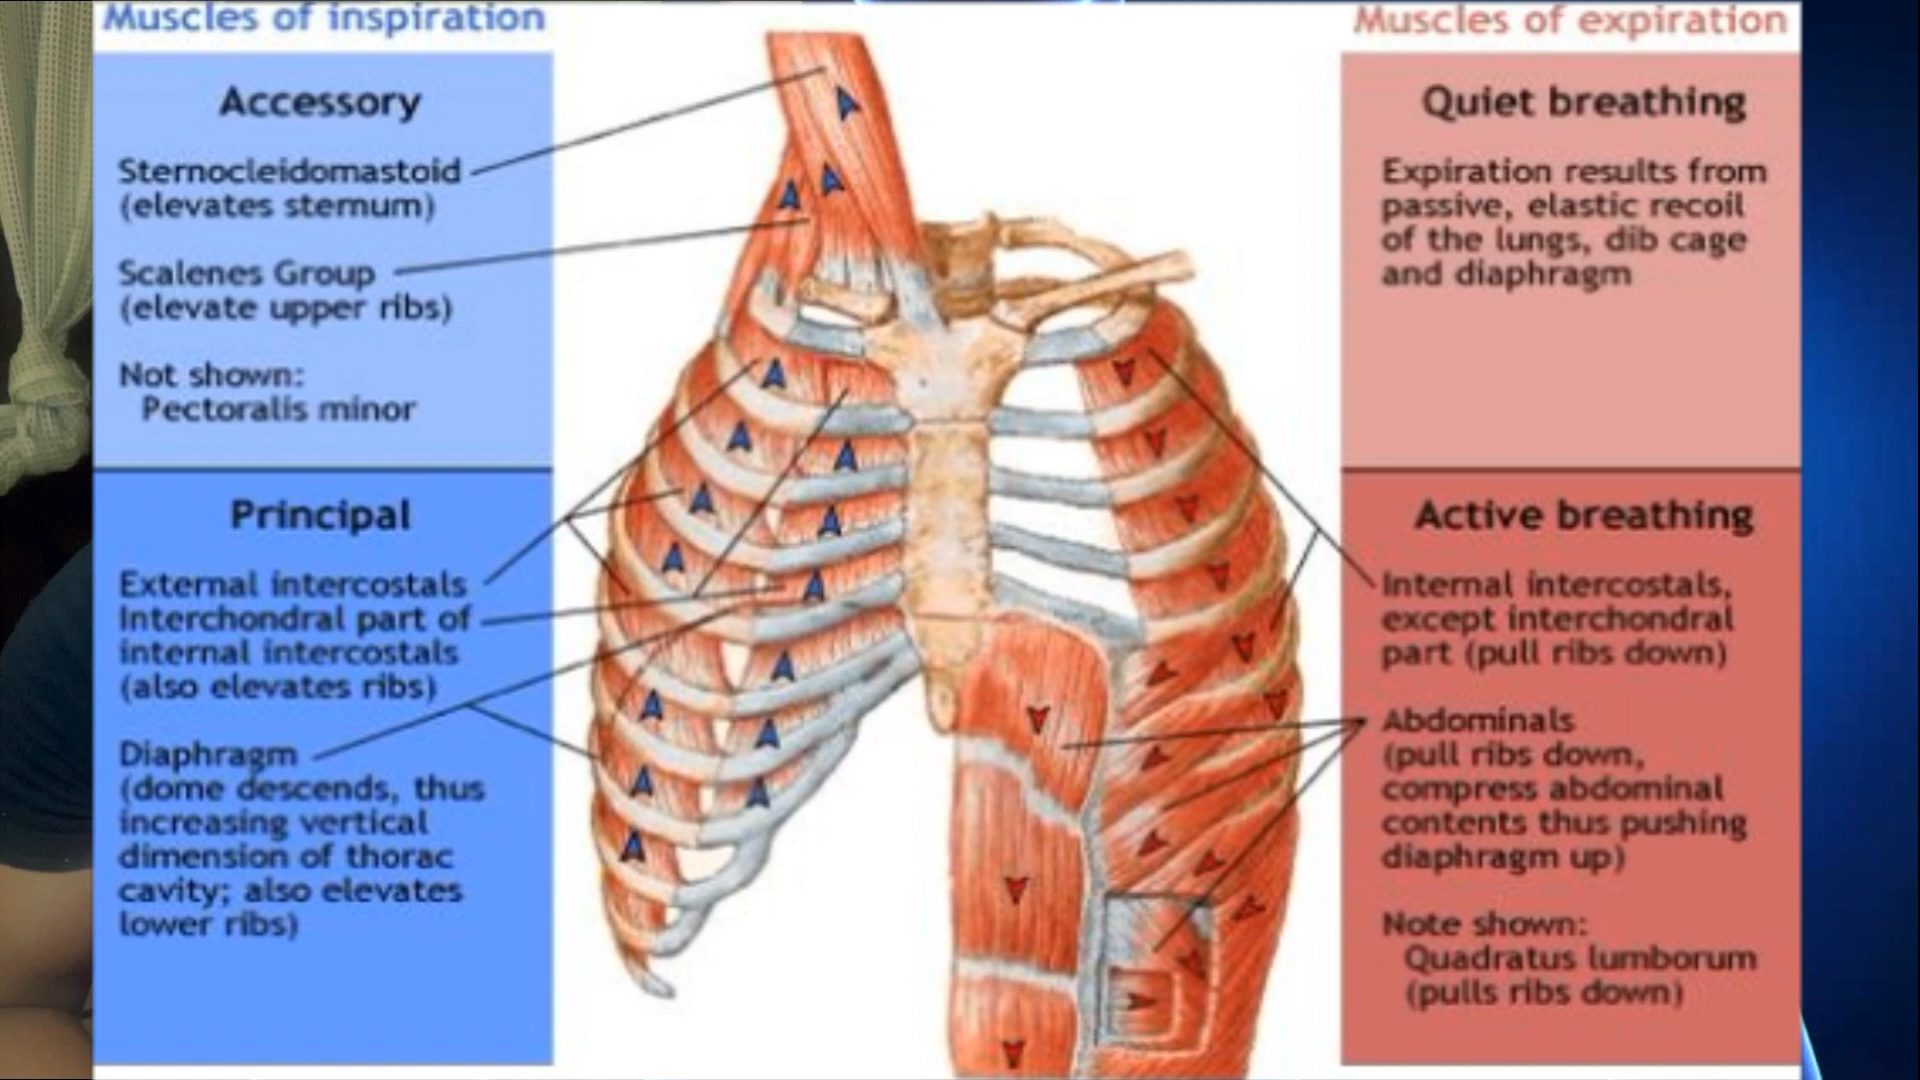 Muscles of inspiration
Accessory
Sternocleidomastoid
(elevates sternum)
Scalenes Group
(elevate upper ribs)
Not shown:
Pectoralis minor
Principal
External intercostals
Interchondral part of
internal intercostals
(also elevates ribs)
Diaphragm
(dome descends, thus
increasing vertical
dimension of thorac
cavity; also elevates
lower ribs)
Muscles of expiration
Quiet breathing
Expiration results from
passive, elastic recoil
of the lungs, dib cage
and diaphragm
Active breathing
Internal intercostals,
except interchondral
part (pull ribs down)
Abdominals
(pull ribs down,
compress abdominal
contents thus pushing
diaphragm up)
Note shown:
Quadratus lumborum
(pulls ribs down)